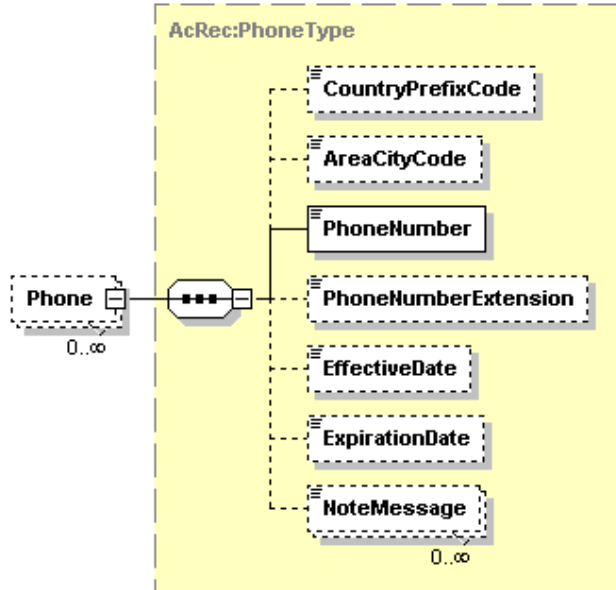 AcRec:PhoneType
CountryPrefixCode
AreaCityCode
PhoneNumber
Phone
0..∞
PhoneNumberExtension
EffectiveDate
ExpirationDate
NoteMessage
0..∞